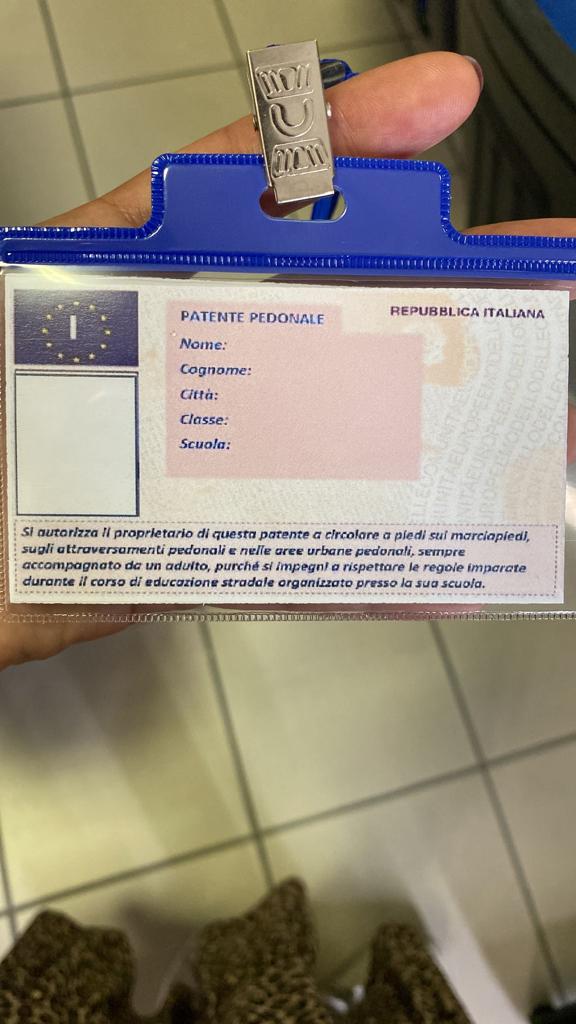 I
PATENTE PEDONALE
REPUBBLICA ITALIANA
Nome:
Cognome:
Città:
Classe:
Scuola:
Si autorizza il proprietario di questa patente a circolare a piedi sui marciapiedi,
sugli attraversamenti pedonali e nelle aree urbane pedonali, sempre
accompagnato da un adulto, purché si impegni a rispettare le regole imparate
durante il corso di educazione stradale organizzato presso la sua scuola.